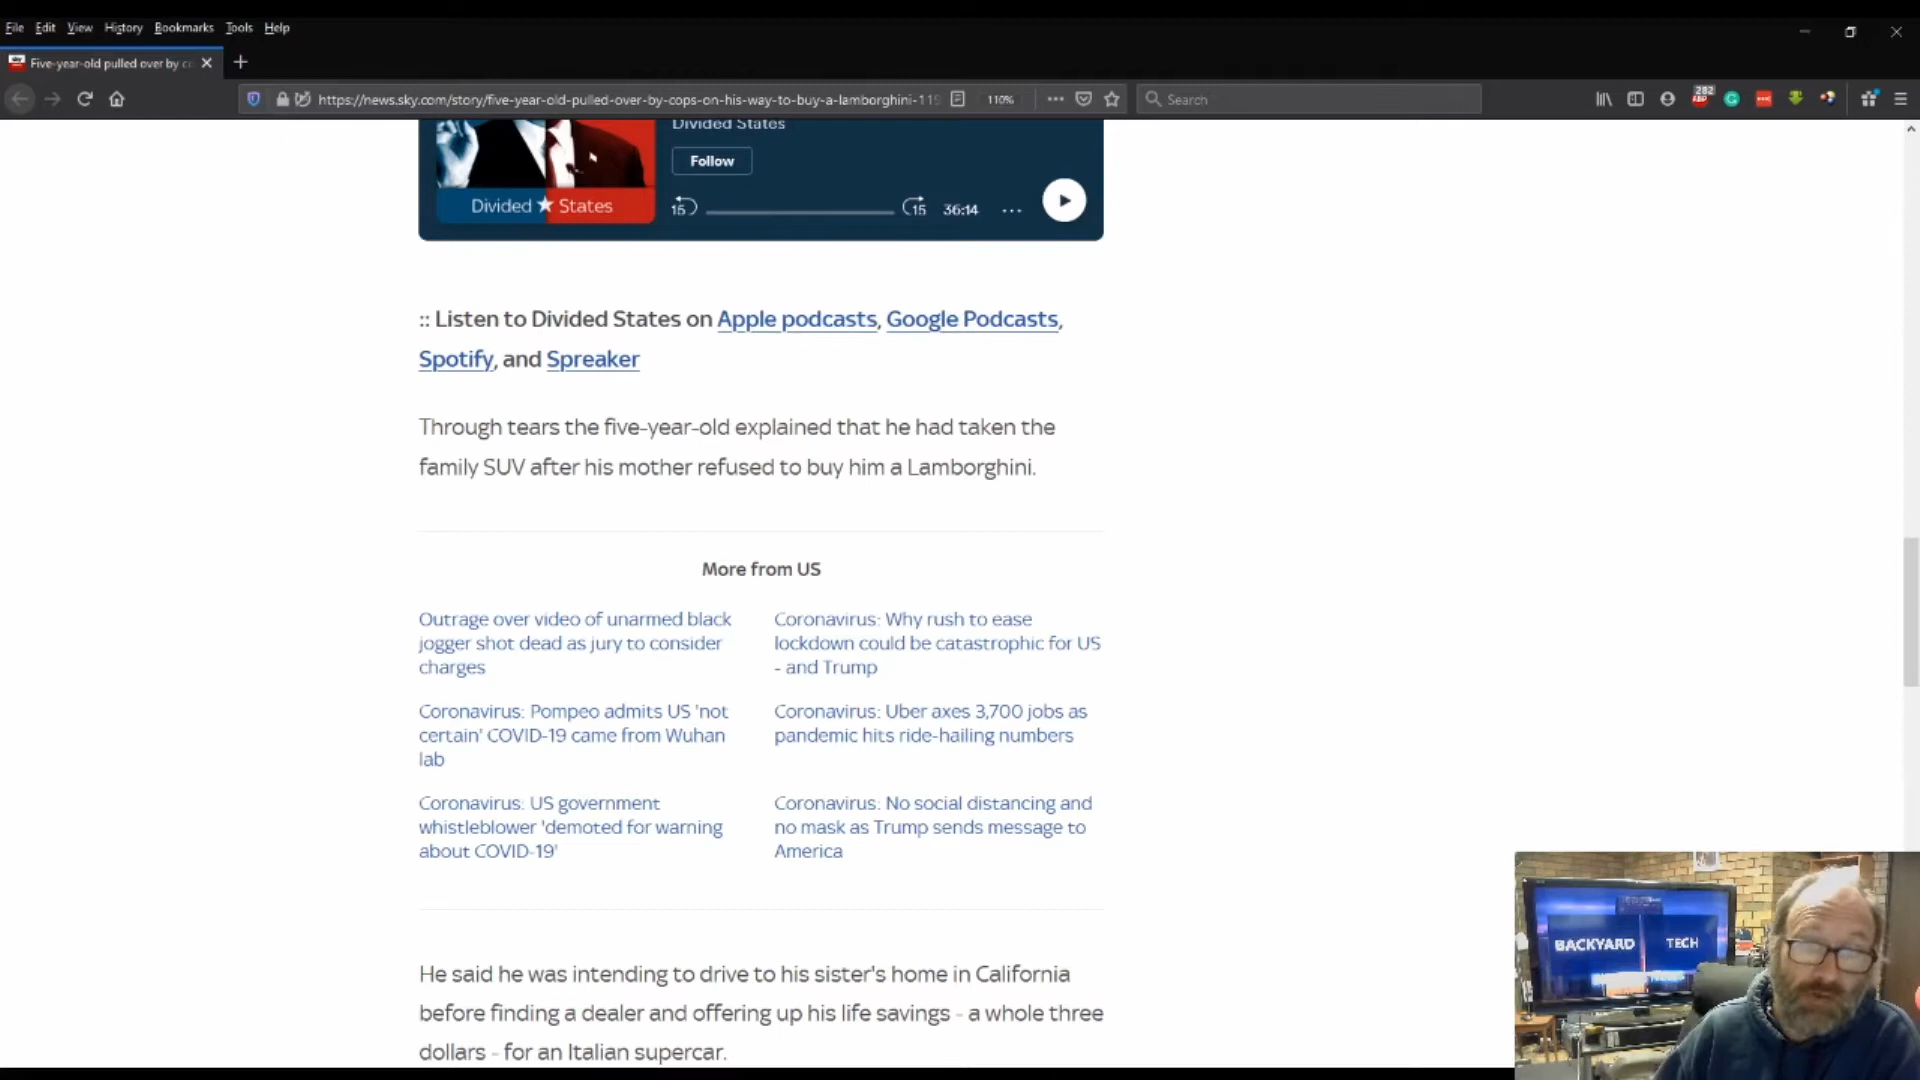 File Edit View History Bookmarks Tools Help
Five-year-old pulled over by c
https://news.sky.com/story/five-year-old-pulled-over-by-cops-on-his-way-to-buy-a-lamborghini-119
110%
Search
282
ABP
Divided States
Follow
Divided ★ States
15
15
36:14
:: Listen to Divided States on Apple podcasts, Google Podcasts,
Spotify, and Spreaker
Through tears the five-year-old explained that he had taken the
family SUV after his mother refused to buy him a Lamborghini.
More from US
Outrage over video of unarmed black
jogger shot dead as jury to consider
charges
Coronavirus: Why rush to ease
lockdown could be catastrophic for US
- and Trump
Coronavirus: Pompeo admits US 'not
certain' COVID-19 came from Wuhan
lab
Coronavirus: Uber axes 3,700 jobs as
pandemic hits ride-hailing numbers
Coronavirus: US government
whistleblower 'demoted for warning
about COVID-19'
Coronavirus: No social distancing and
no mask as Trump sends message to
America
He said he was intending to drive to his sister's home in California
before finding a dealer and offering up his life savings - a whole three
dollars - for an Italian supercar.
BACKYARD TECH